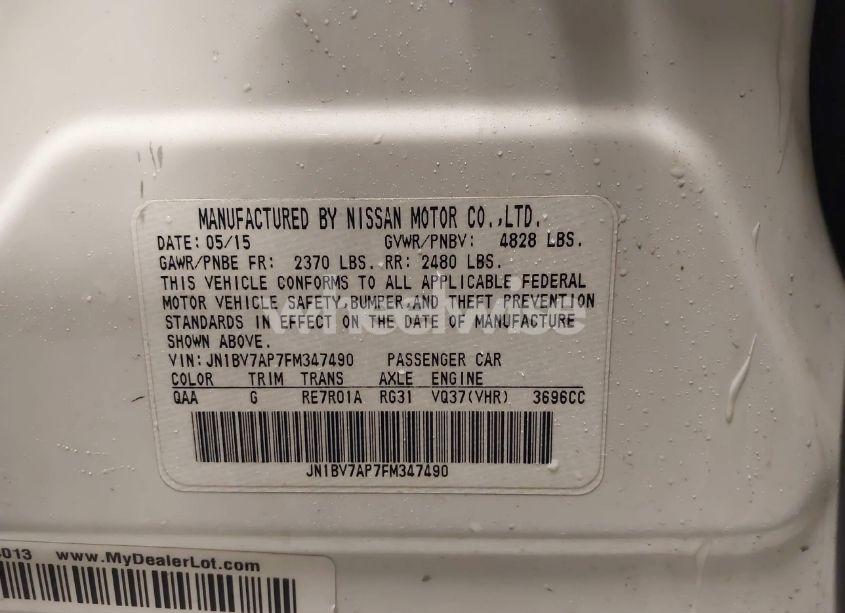 MANUFACTURED BY NISSAN MOTOR CO.,LTD.
DATE: 05/15 GVWR/PNBV: 4828 LBS.
GAWR/PNBE FR: 2370 LBS. RR: 2480 LBS.
THIS VEHICLE CONFORMS TO ALL APPLICABLE FEDERAL
MOTOR VEHICLE SAFETY,BUMPER,AND THEFT PREVENTION
STANDARDS IN EFFECT ON THE DATE OF MANUFACTURE
SHOWN ABOVE.
VIN: JN1BV7AP7FM347490 PASSENGER CAR
COLOR TRIM TRANS AXLE ENGINE
QAA G RE7R01A RG31 VQ37(VHR) 3696CC
JN1BV7AP7FM347490
013 www.MyDealerLot.com